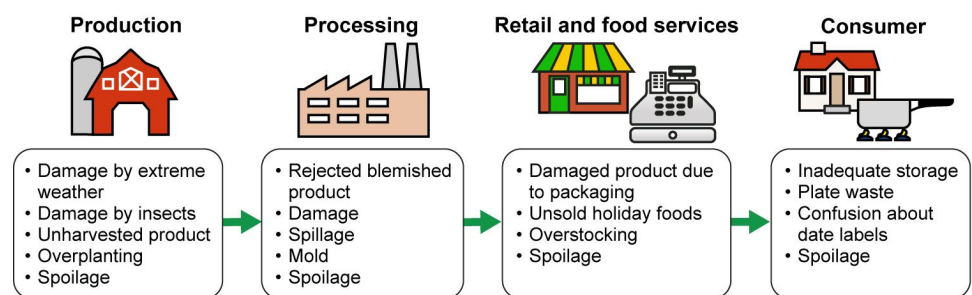 Production
• Damage by extreme
weather
• Damage by insects
• Unharvested product
• Overplanting
• Spoilage
Processing
• Rejected blemished
product
• Damage
• Spillage
• Mold
• Spoilage
Retail and food services
• Damaged product due
to packaging
• Unsold holiday foods
• Overstocking
• Spoilage
Consumer
• Inadequate storage
• Plate waste
• Confusion about
date labels
• Spoilage